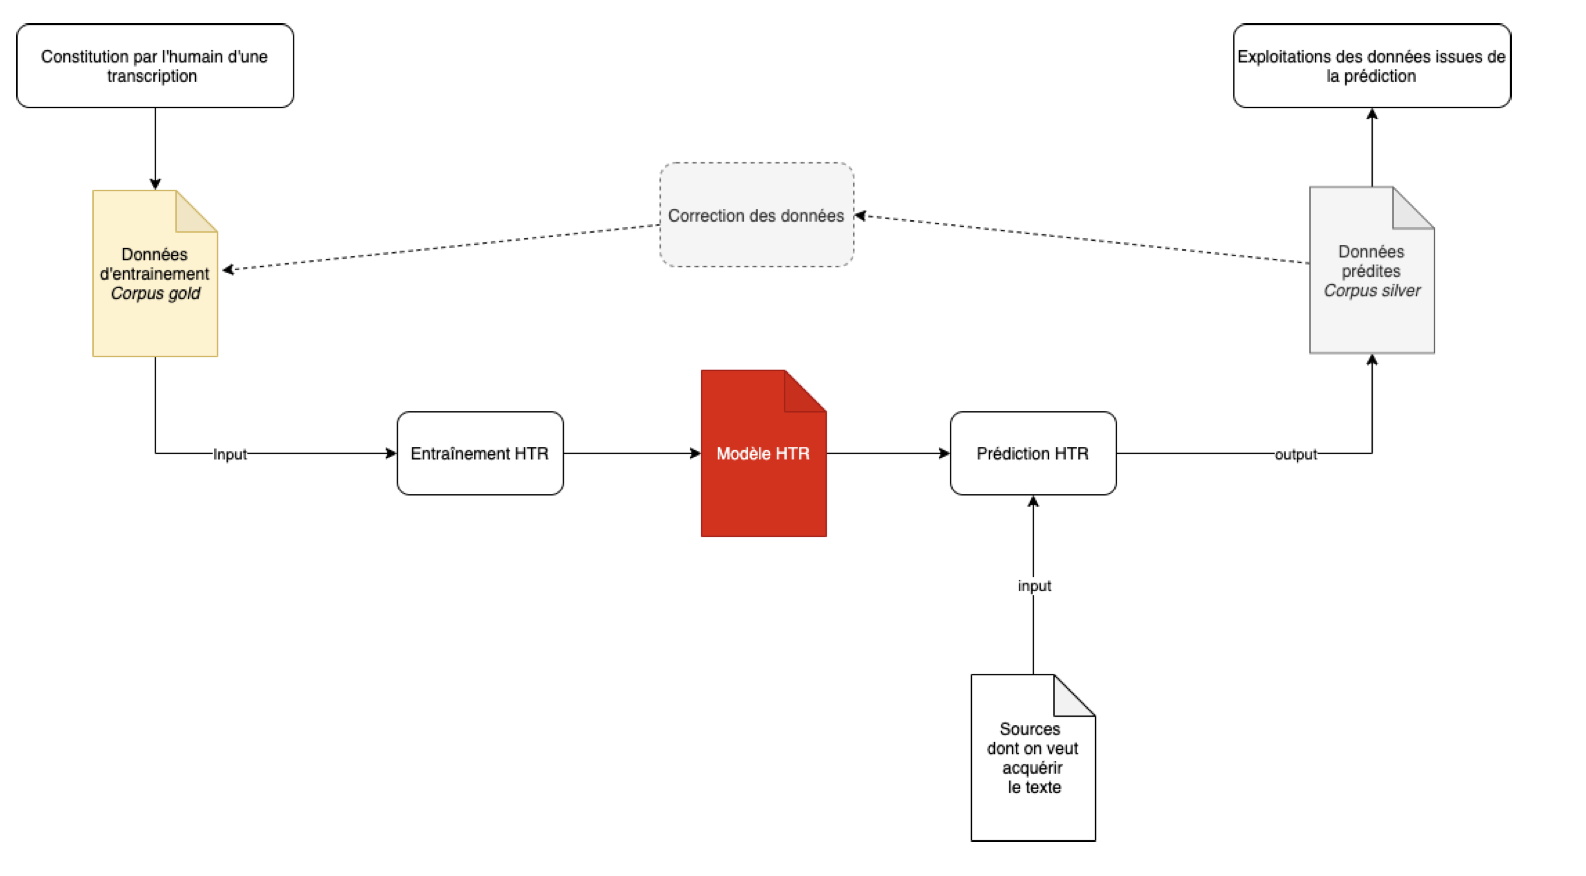 Constitution par l'humain d'une
transcription
Exploitations des données issues de
la prédiction
Correction des données
Données
d'entrainement
Corpus gold
Données
prédites
Corpus silver
Input
Entraînement HTR
Modèle HTR
Prédiction HTR
output
input
Sources
dont on veut
acquérir
le texte